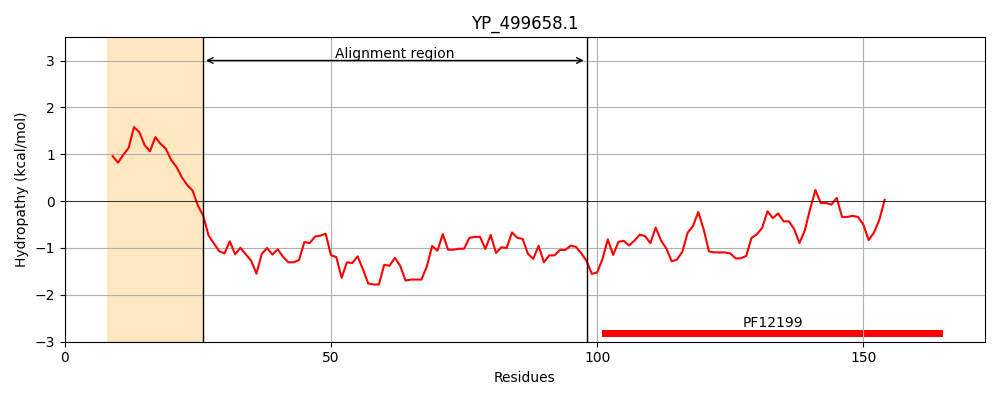 YP_499658.1
Alignment region
Hydropathy (kcal/mol)
3
2
1
0
−1
−2
−3
PF12199
0
50
100
150
Residues